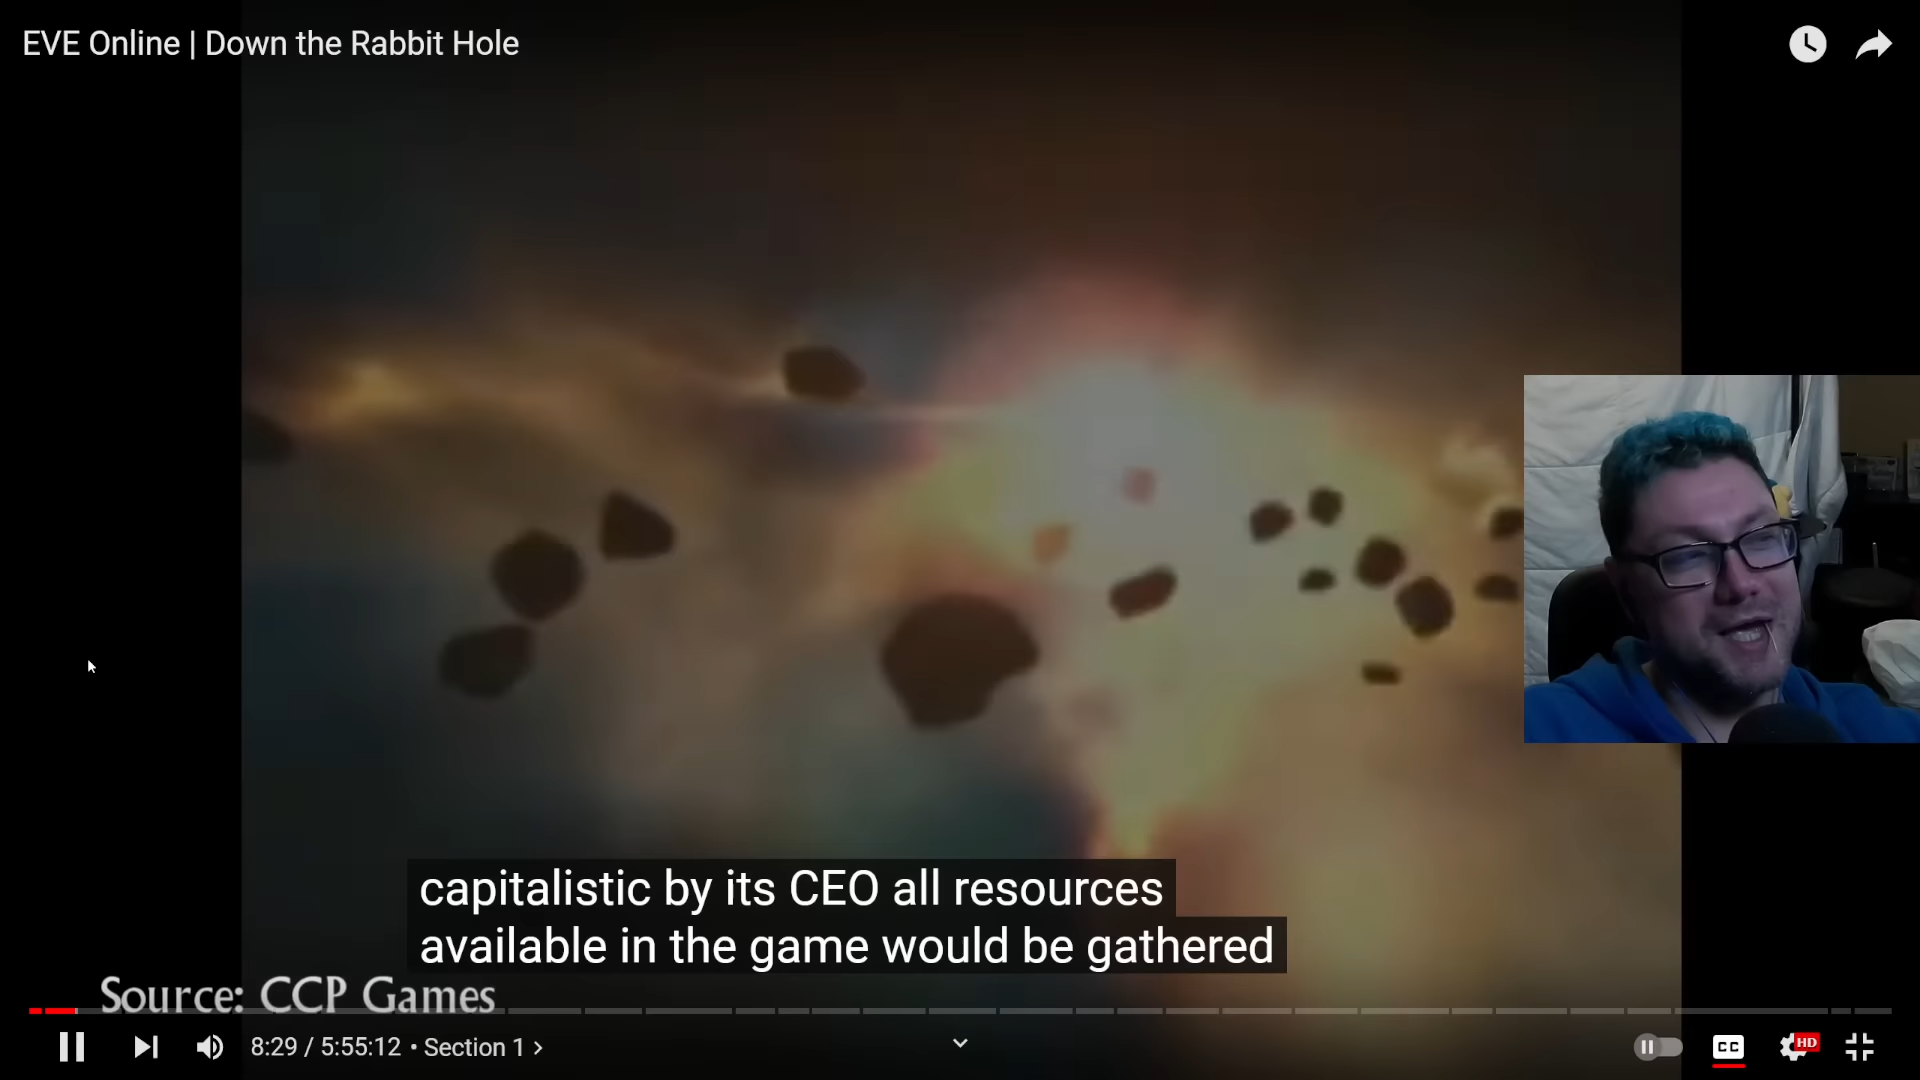 EVE Online | Down the Rabbit Hole
capitalistic by its CEO all resources
available in the game would be gathered
Source: CCP Games
8:29 / 5:55:12 • Section 1 ›
CC
HD